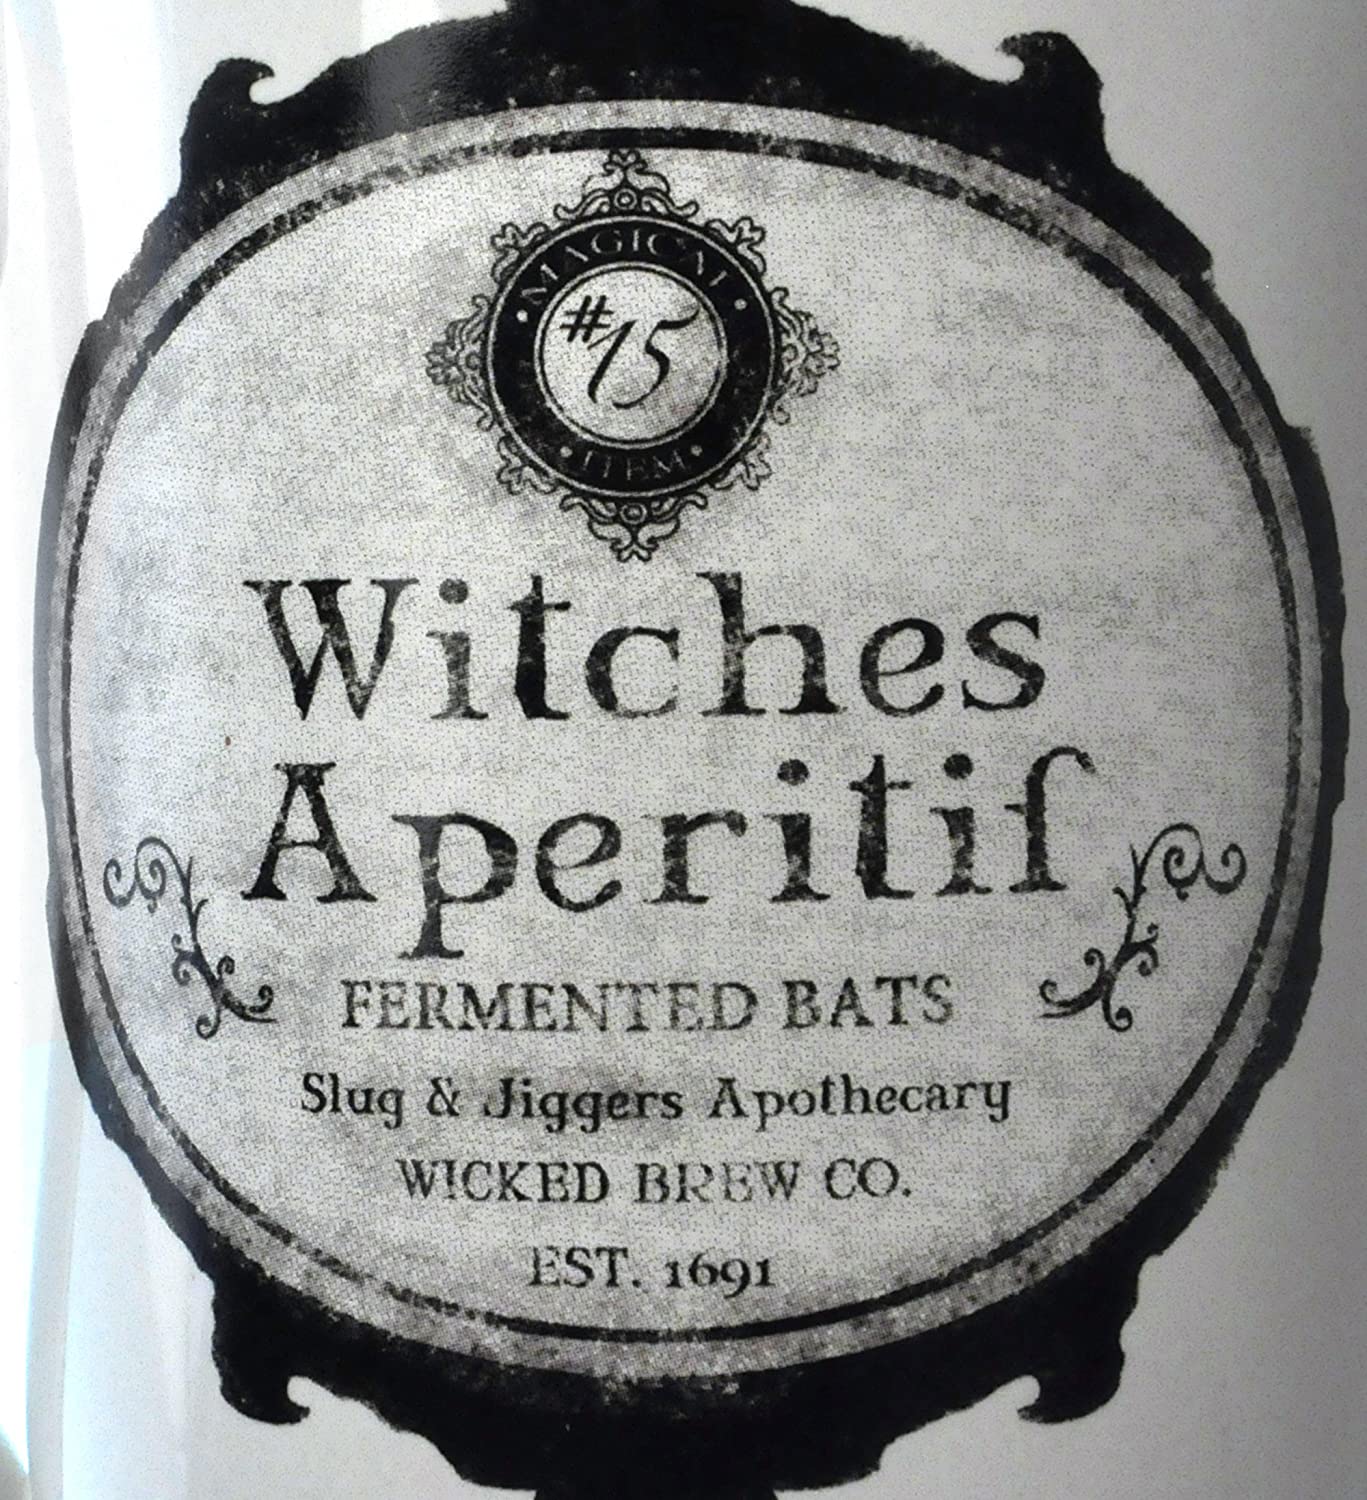 • MAGICAL •
#15
• ITEM •
Witches
Aperitif
FERMENTED BATS
Slug & Jiggers Apothecary
WICKED BREW CO.
EST. 1691